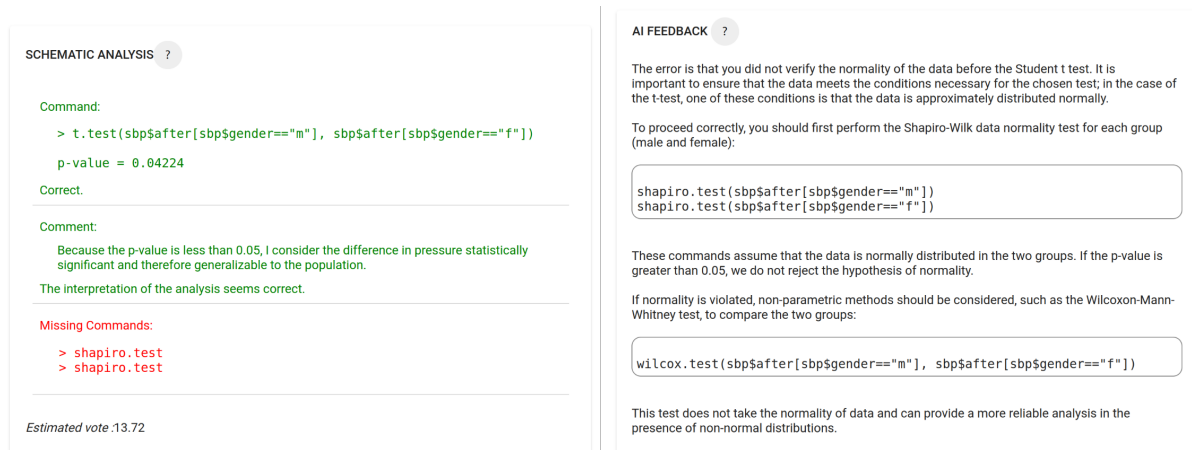 SCHEMATIC ANALYSIS ?
Command:
> t.test(sbp$after[sbp$gender=="m"], sbp$after[sbp$gender=="f"])
p-value = 0.04224
Correct.
Comment:
Because the p-value is less than 0.05, I consider the difference in pressure statistically
significant and therefore generalizable to the population.
The interpretation of the analysis seems correct.
Missing Commands:
> shapiro.test
> shapiro.test
Estimated vote :13.72
AI FEEDBACK ?
The error is that you did not verify the normality of the data before the Student t test. It is
important to ensure that the data meets the conditions necessary for the chosen test; in the case of
the t-test, one of these conditions is that the data is approximately distributed normally.
To proceed correctly, you should first perform the Shapiro-Wilk data normality test for each group
(male and female):
shapiro.test(sbp$after[sbp$gender=="m"])
shapiro.test(sbp$after[sbp$gender=="f"])
These commands assume that the data is normally distributed in the two groups. If the p-value is
greater than 0.05, we do not reject the hypothesis of normality.
If normality is violated, non-parametric methods should be considered, such as the Wilcoxon-Mann-
Whitney test, to compare the two groups:
wilcox.test(sbp$after[sbp$gender=="m"], sbp$after[sbp$gender=="f"])
This test does not take the normality of data and can provide a more reliable analysis in the
presence of non-normal distributions.